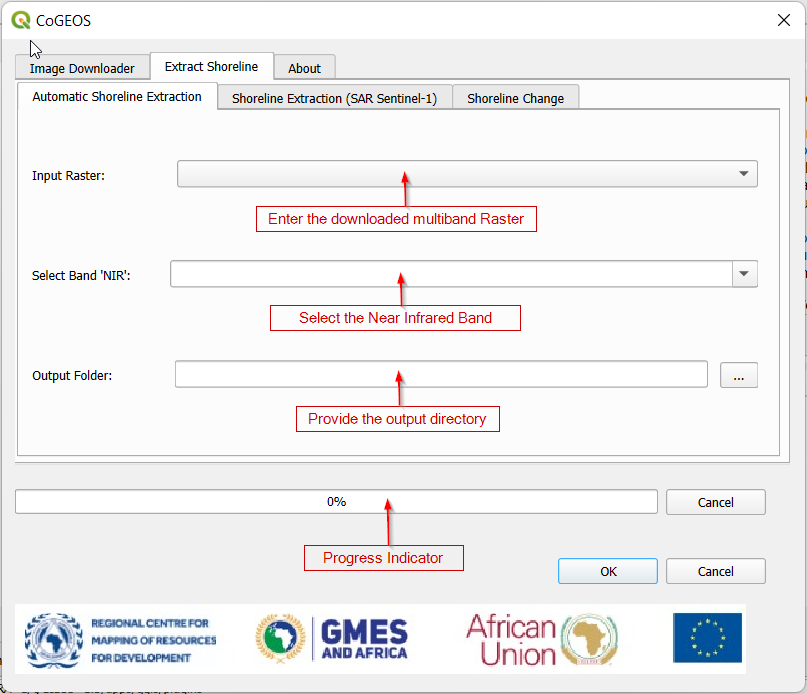 CoGEOS
Image Downloader
Extract Shoreline
About
Automatic Shoreline Extraction
Shoreline Extraction (SAR Sentinel-1)
Shoreline Change
Input Raster:
Enter the downloaded multiband Raster
Select Band 'NIR':
Select the Near Infrared Band
Output Folder:
...
Provide the output directory
0%
Cancel
Progress Indicator
OK
Cancel
REGIONAL CENTRE FOR
MAPPING OF RESOURCES
FOR DEVELOPMENT
GMES
AND AFRICA
African
Union